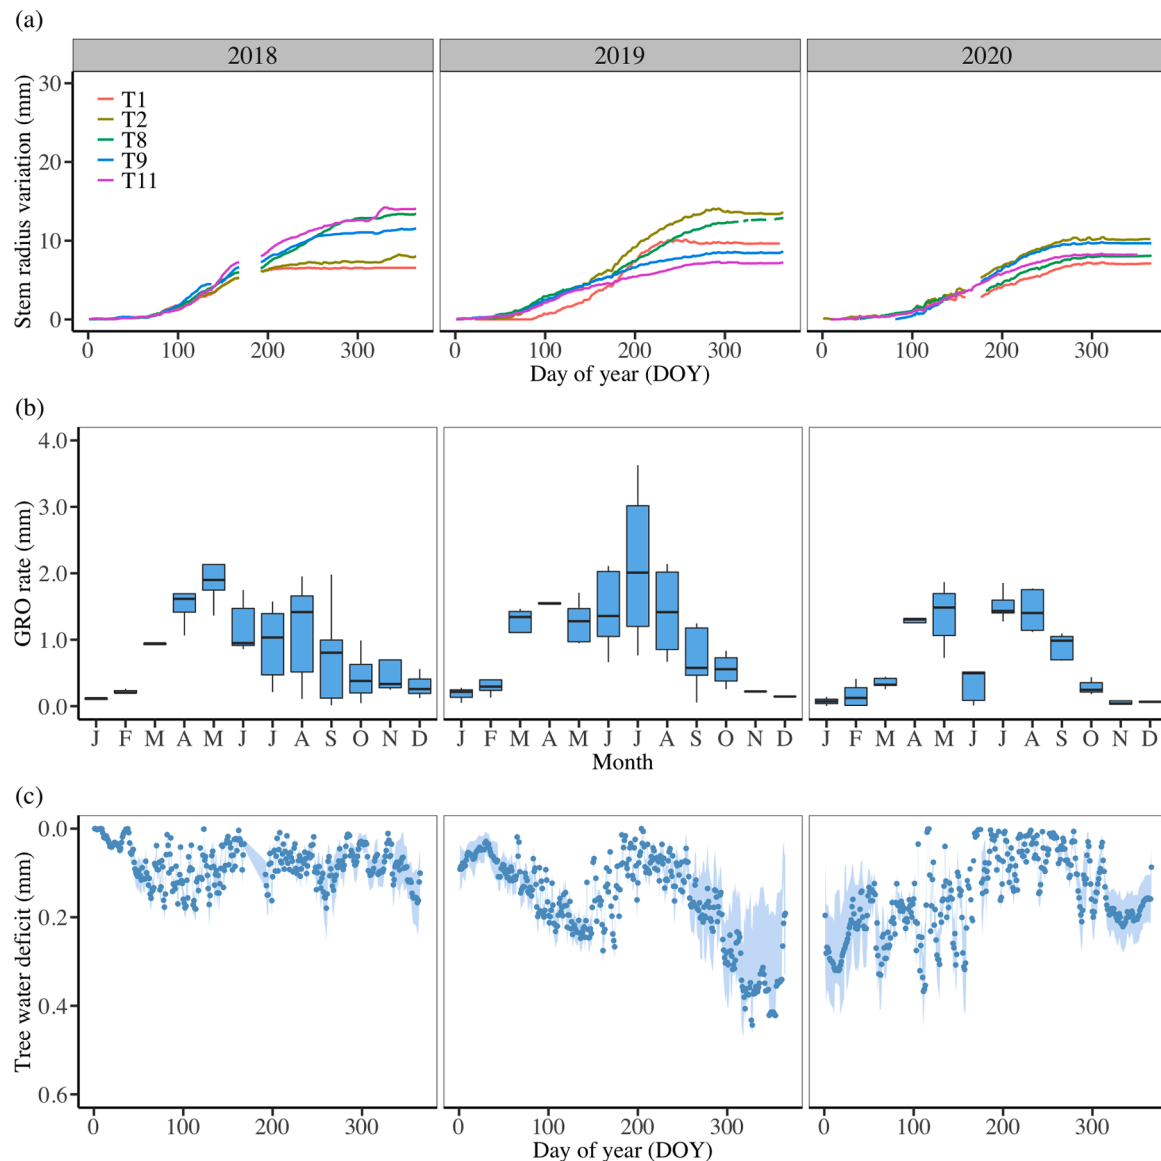 (a)
2018 2019 2020
Stem radius variation (mm)
30
20
10
0
T1
T2
T8
T9
T11
0 100 200 300 0 100 200 300 0 100 200 300
Day of year (DOY)
(b)
GRO rate (mm)
4.0
3.0
2.0
1.0
0.0
J F M A M J J A S O N D J F M A M J J A S O N D J F M A M J J A S O N D
Month
(c)
Tree water deficit (mm)
0.0
0.2
0.4
0.6
0 100 200 300 0 100 200 300 0 100 200 300
Day of year (DOY)